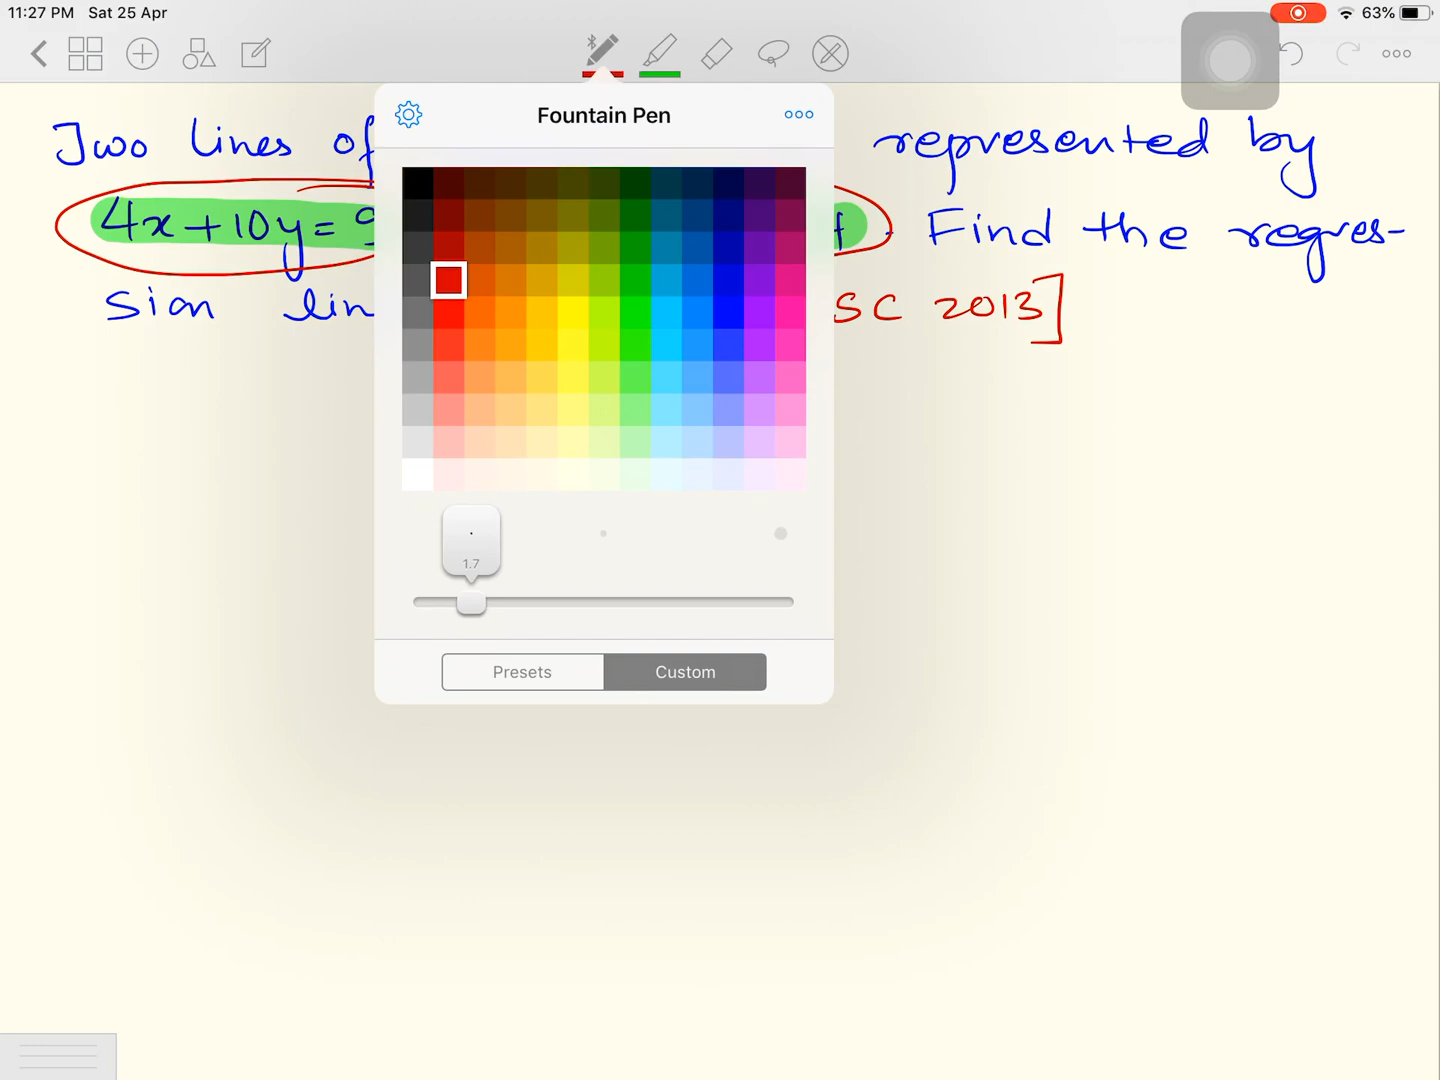 11:27 PM Sat 25 Apr 63%
Fountain Pen
Two lines of represented by
4x+10y=9 . Find the regres-
sion lin SC 2013]
1.7
Presets Custom